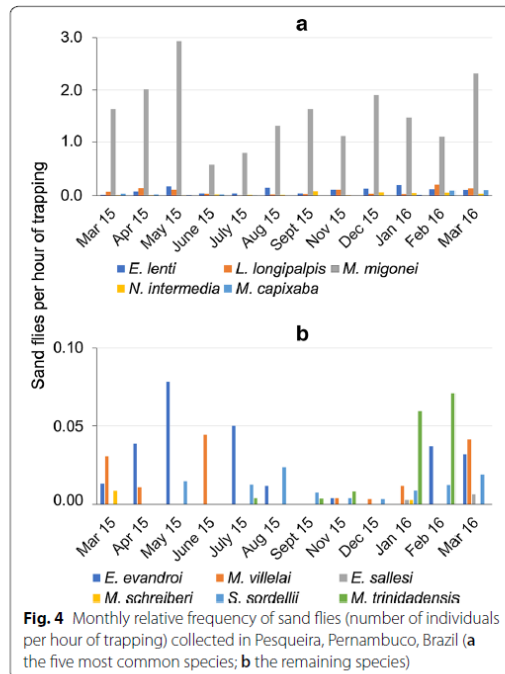 a
Sand flies per hour of trapping
3.0
2.0
1.0
0.0
Mar 15 Apr 15 May 15 June 15 July 15 Aug 15 Sept 15 Nov 15 Dec 15 Jan 16 Feb 16 Mar 16
E. lenti L. longipalpis M. migonei
N. intermedia M. capixaba
b
0.10
0.05
0.00
Mar 15 Apr 15 May 15 June 15 July 15 Aug 15 Sept 15 Nov 15 Dec 15 Jan 16 Feb 16 Mar 16
E. evandroi M. villelai E. sallesi
M. schreiberi S. sordellii M. trinidadensis
Fig. 4 Monthly relative frequency of sand flies (number of individuals
per hour of trapping) collected in Pesqueira, Pernambuco, Brazil (a
the five most common species; b the remaining species)